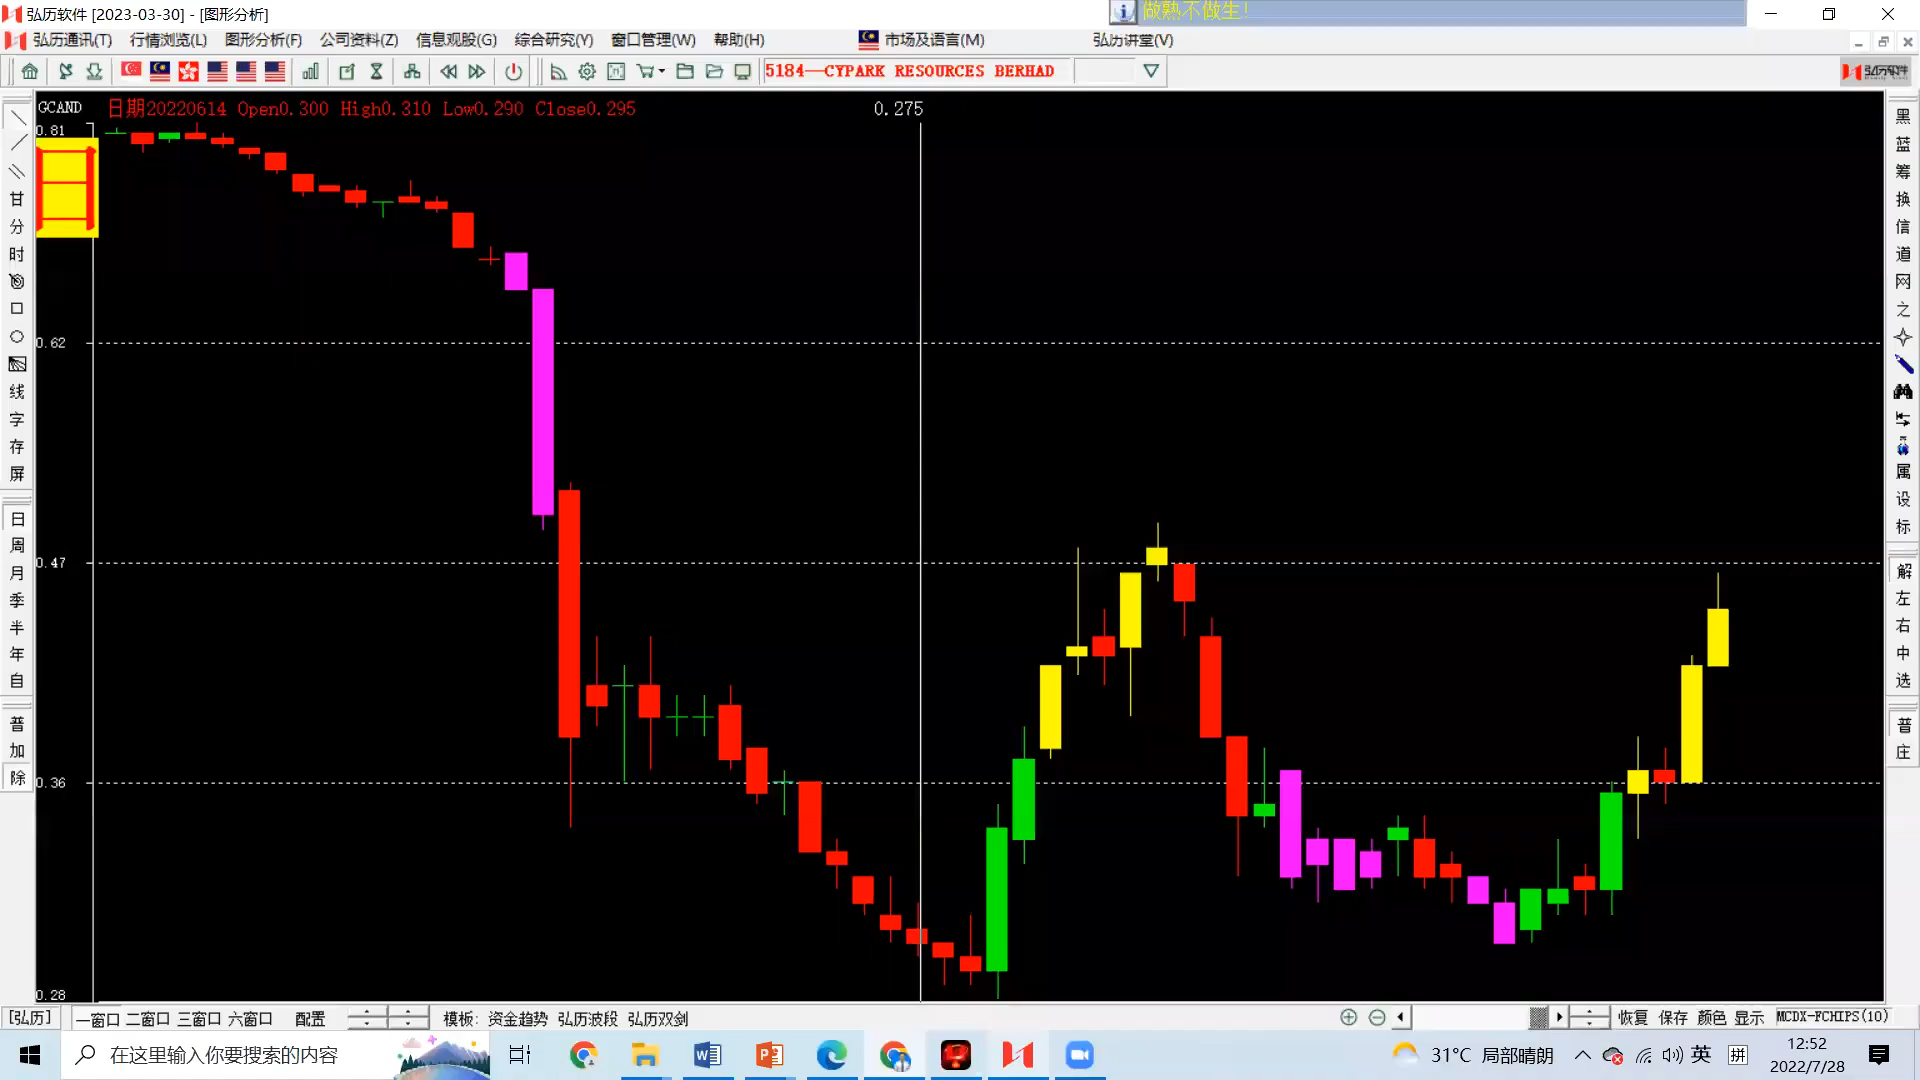 弘历软件 [2023-03-30] - [图形分析]
做熟不做生!
弘历通讯(T) 行情浏览(L) 图形分析(F) 公司资料(Z) 信息观股(G) 综合研究(Y) 窗口管理(W) 帮助(H) 市场及语言(M) 弘历讲堂(V)
5184--CYPARK RESOURCES BERHAD
弘历软件
GCAND 日期20220614 Open0.300 High0.310 Low0.290 Close0.295 0.275
0.81
日
0.62
0.47
0.36
0.28
甘
分
时
线
字
存
屏
日
周
月
季
半
年
自
普
加
除
黑
蓝
筹
换
信
道
网
之
属
设
标
解
左
右
中
选
普
庄
[弘历] 一窗口 二窗口 三窗口 六窗口 配置 模板: 资金趋势 弘历波段 弘历双剑 恢复 保存 颜色 显示 MCDX-FCHIPS(10)
在这里输入你要搜索的内容
31°C 局部晴朗 英 拼
12:52
2022/7/28